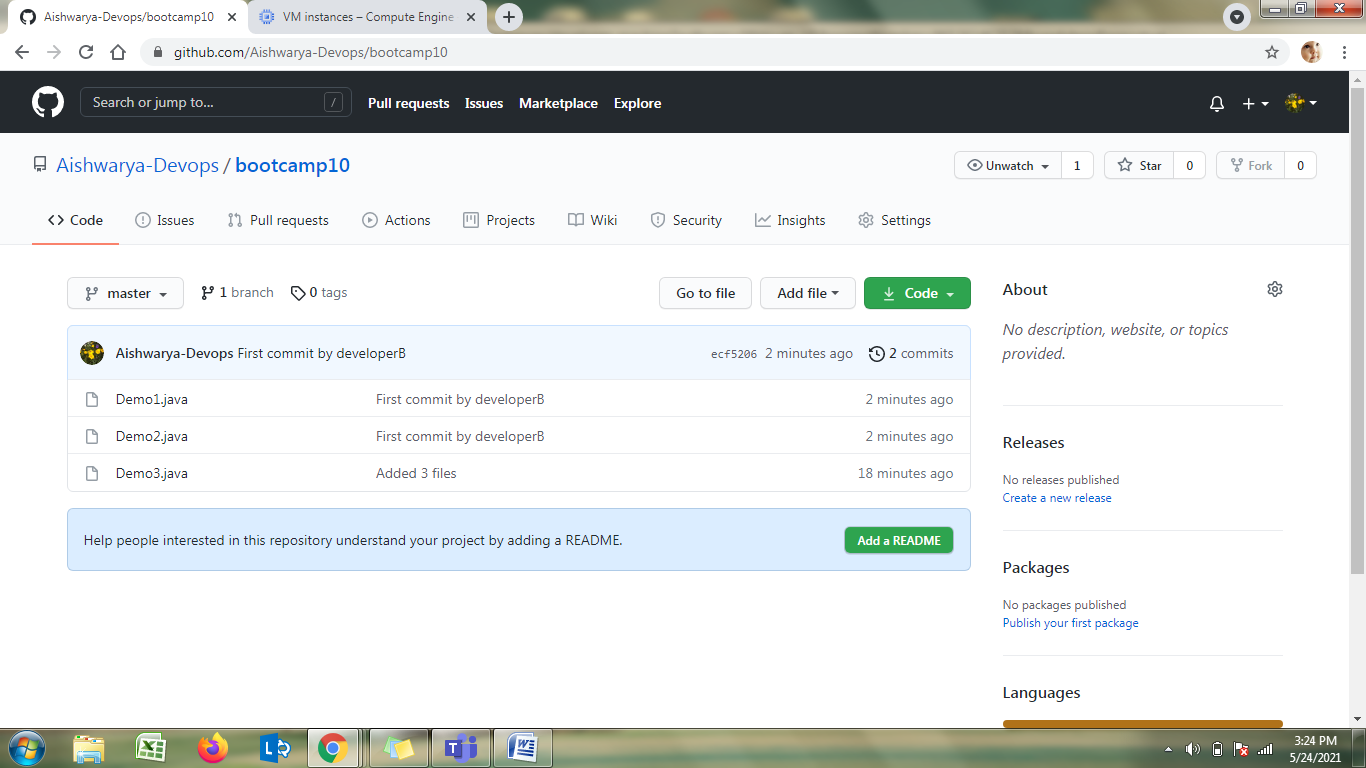 Aishwarya-Devops/bootcamp10
VM instances – Compute Engine
github.com/Aishwarya-Devops/bootcamp10
Search or jump to... /
Pull requests Issues Marketplace Explore
Aishwarya-Devops / bootcamp10
Unwatch 1 Star 0 Fork 0
Code Issues Pull requests Actions Projects Wiki Security Insights Settings
master 1 branch 0 tags Go to file Add file Code
Aishwarya-Devops First commit by developerB ecf5206 2 minutes ago 2 commits
Demo1.java First commit by developerB 2 minutes ago
Demo2.java First commit by developerB 2 minutes ago
Demo3.java Added 3 files 18 minutes ago
Help people interested in this repository understand your project by adding a README. Add a README
About
No description, website, or topics
provided.
Releases
No releases published
Create a new release
Packages
No packages published
Publish your first package
Languages
3:24 PM
5/24/2021